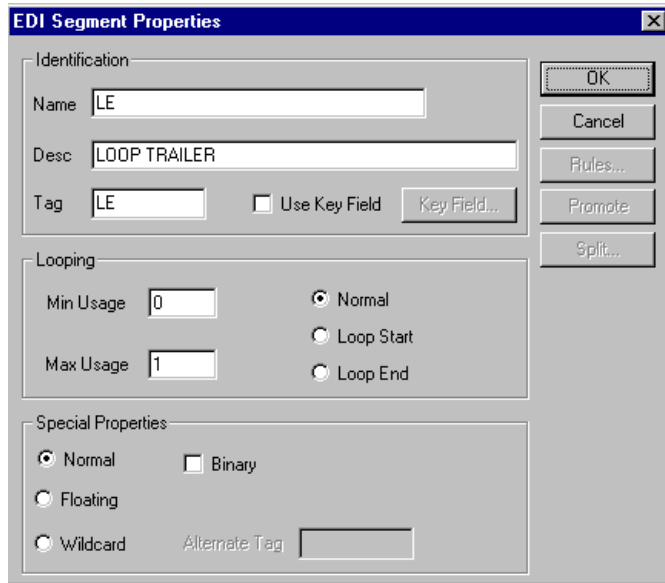 EDI Segment Properties
Identification
Name LE
Desc LOOP TRAILER
Tag LE Use Key Field Key Field...
OK
Cancel
Rules...
Promote
Split...
Looping
Min Usage 0
Max Usage 1
Normal
Loop Start
Loop End
Special Properties
Normal Binary
Floating
Wildcard Alternate Tag